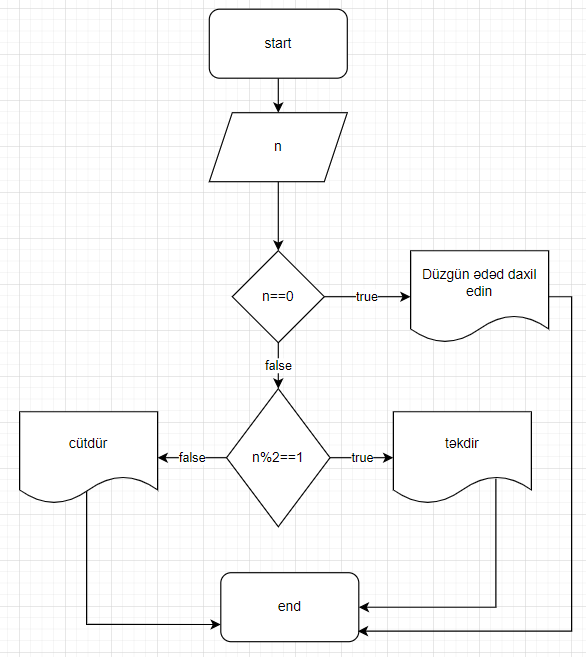 start
n
n==0
true
Düzgün ədəd daxil
edin
false
cütdür
false
n%2==1
true
təkdir
end